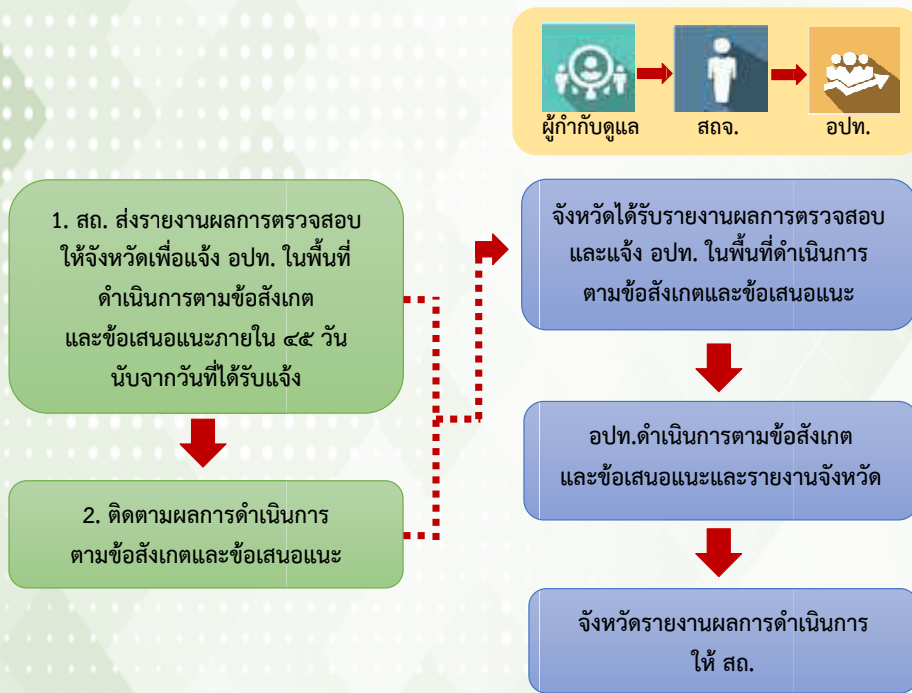 ผู้กำกับดูแล
สถจ.
อปท.
1. สถ. ส่งรายงานผลการตรวจสอบ
ให้จังหวัดเพื่อแจ้ง อปท. ในพื้นที่
ดำเนินการตามข้อสังเกต
และข้อเสนอแนะภายใน ๔๕ วัน
นับจากวันที่ได้รับแจ้ง
2. ติดตามผลการดำเนินการ
ตามข้อสังเกตและข้อเสนอแนะ
จังหวัดได้รับรายงานผลการตรวจสอบ
และแจ้ง อปท. ในพื้นที่ดำเนินการ
ตามข้อสังเกตและข้อเสนอแนะ
อปท.ดำเนินการตามข้อสังเกต
และข้อเสนอแนะและรายงานจังหวัด
จังหวัดรายงานผลการดำเนินการ
ให้ สถ.